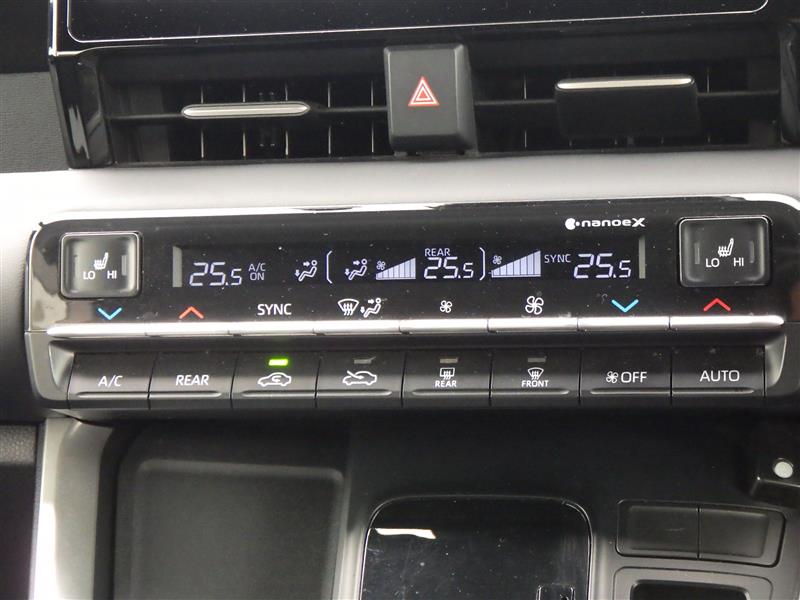 nanoeX
LO HI
25.5 A/C ON
REAR
25.5
SYNC
25.5
LO HI
SYNC
A/C
REAR
REAR
FRONT
OFF
AUTO